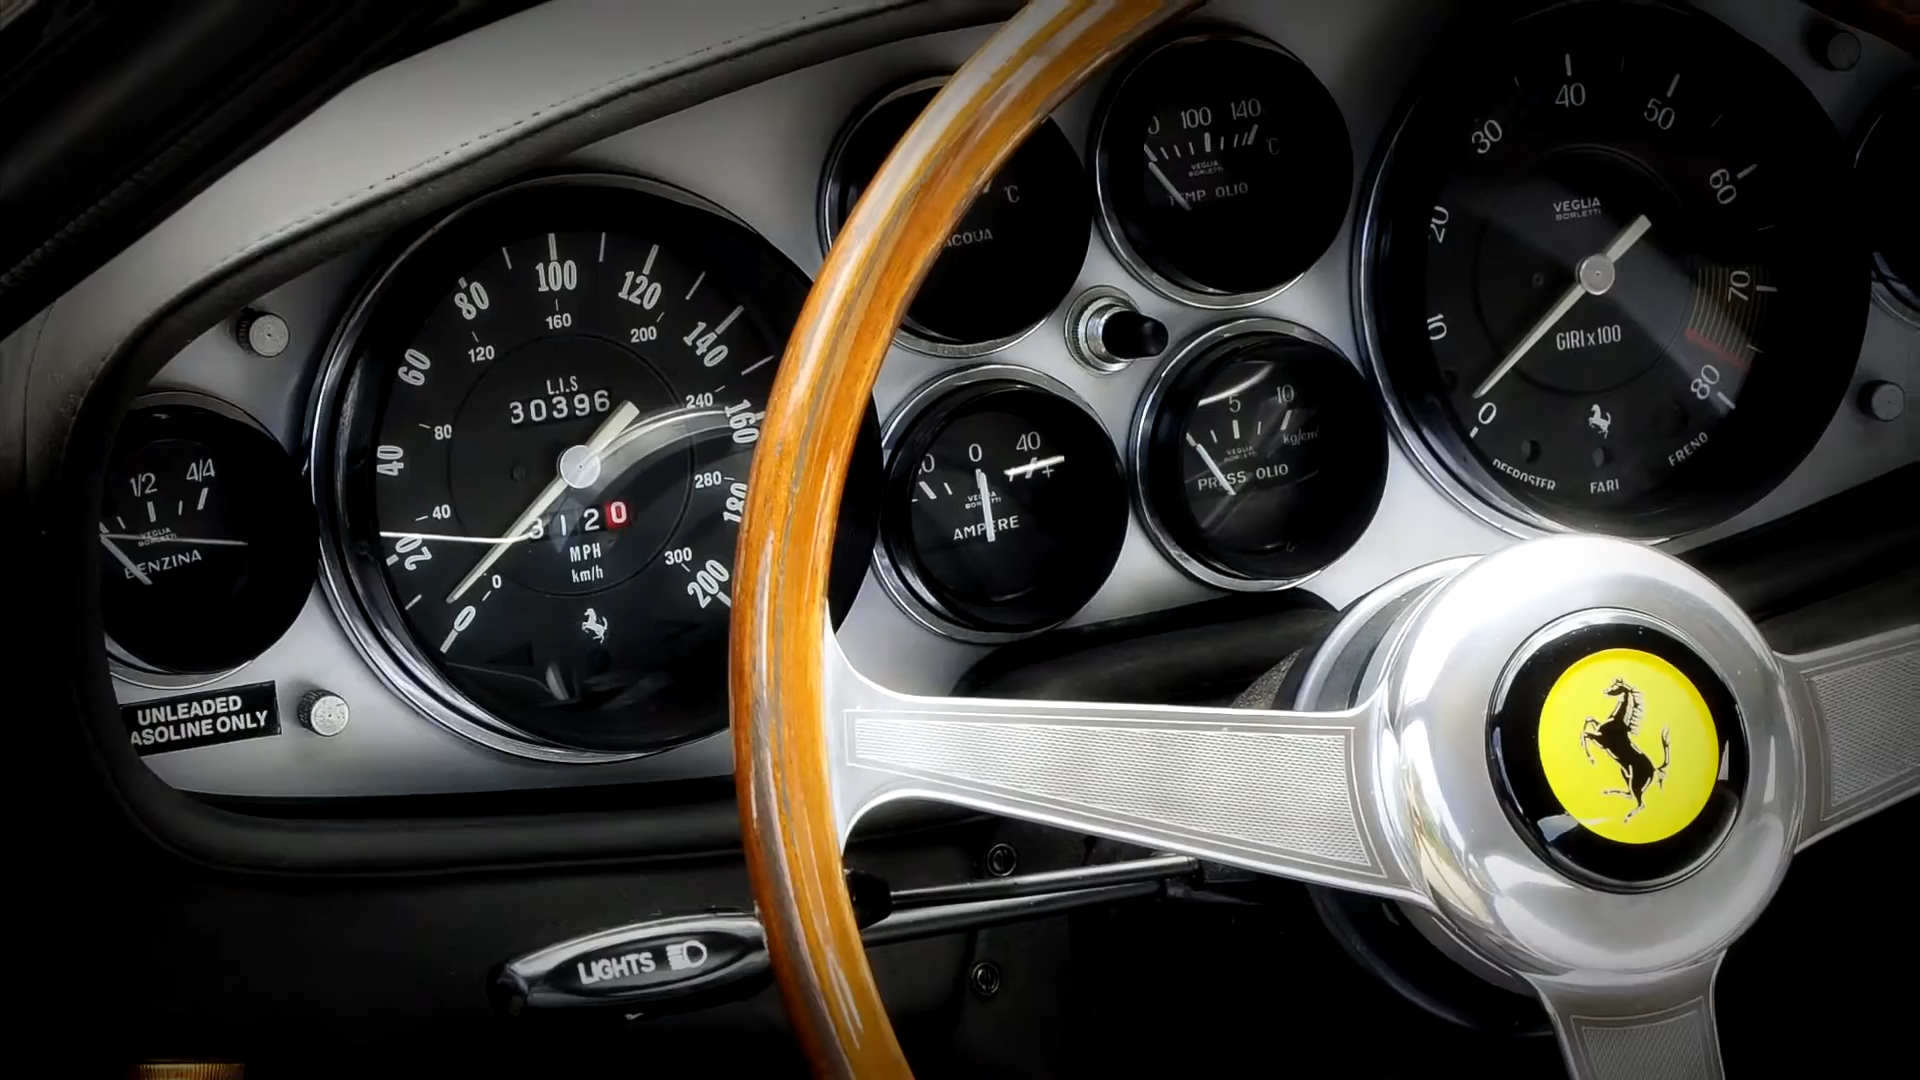 1/2 4/4
VEGLIA
BORLETTI
BENZINA
UNLEADED
ASOLINE ONLY
0 20 40 60 80 100 120 140 160 180 200
0 40 80 120 160 200 240 280 300
L.I.S
30396
3120
MPH
km/h
°C
ACQUA
100 140
°C
VEGLIA
BORLETTI
TEMP OLIO
0 40
- +
VEGLIA
BORLETTI
AMPERE
5 10
kg/cm²
VEGLIA
BORLETTI
PRESS OLIO
0 10 20 30 40 50 60 70 80
VEGLIA
BORLETTI
GIRI x 100
DEFROSTER FARI FRENO
LIGHTS